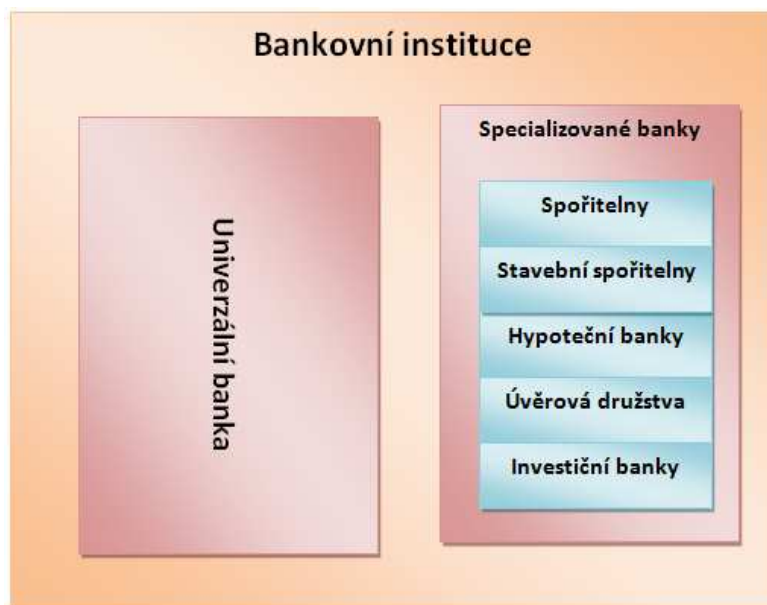 Bankovní instituce
Univerzální banka
Specializované banky
Spořitelny
Stavební spořitelny
Hypoteční banky
Úvěrová družstva
Investiční banky